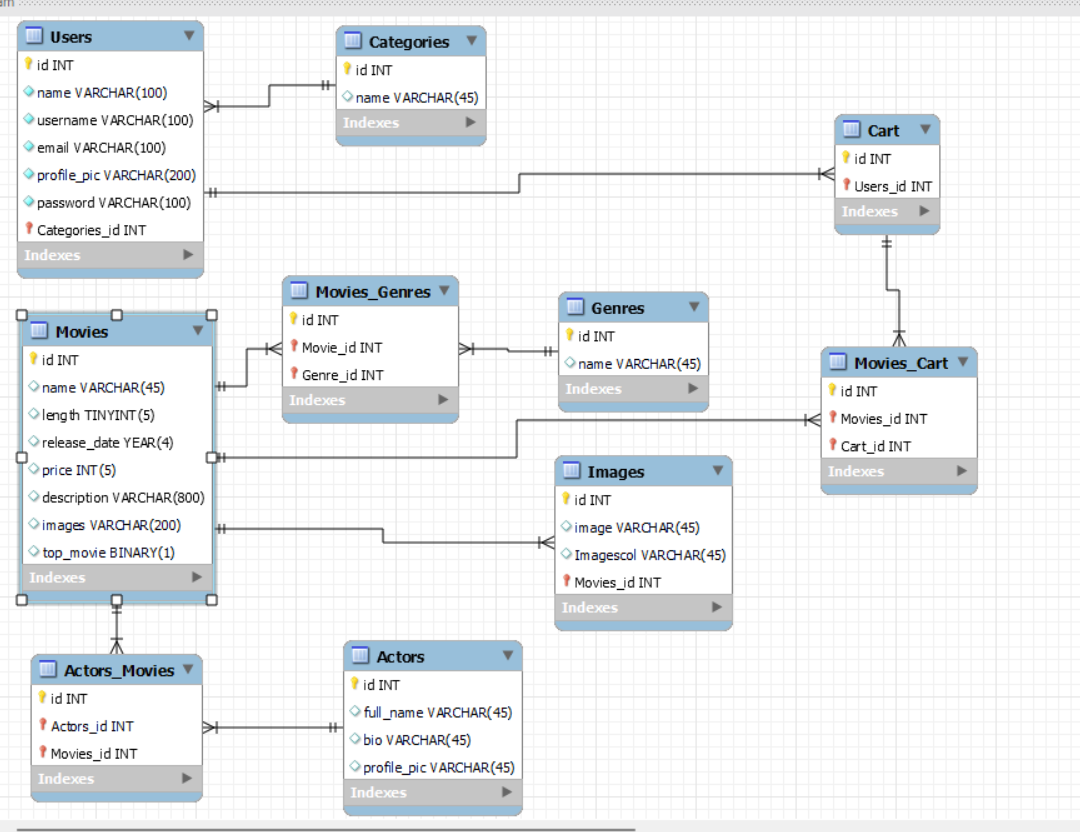 Users
id INT
name VARCHAR(100)
username VARCHAR(100)
email VARCHAR(100)
profile_pic VARCHAR(200)
password VARCHAR(100)
Categories_id INT
Indexes
Categories
id INT
name VARCHAR(45)
Indexes
Cart
id INT
Users_id INT
Indexes
Movies_Genres
id INT
Movie_id INT
Genre_id INT
Indexes
Genres
id INT
name VARCHAR(45)
Indexes
Movies
id INT
name VARCHAR(45)
length TINYINT(5)
release_date YEAR(4)
price INT(5)
description VARCHAR(800)
images VARCHAR(200)
top_movie BINARY(1)
Indexes
Movies_Cart
id INT
Movies_id INT
Cart_id INT
Indexes
Images
id INT
image VARCHAR(45)
Imagescol VARCHAR(45)
Movies_id INT
Indexes
Actors_Movies
id INT
Actors_id INT
Movies_id INT
Indexes
Actors
id INT
full_name VARCHAR(45)
bio VARCHAR(45)
profile_pic VARCHAR(45)
Indexes